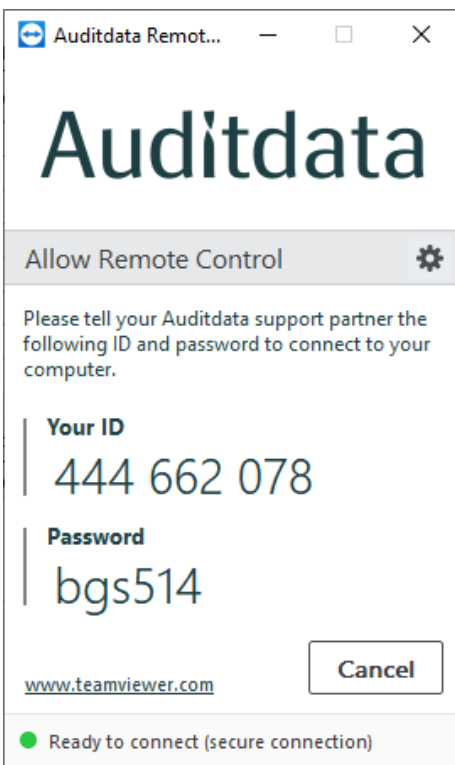 Auditdata Remot...
Auditdata
Allow Remote Control
Please tell your Auditdata support partner the
following ID and password to connect to your
computer.
Your ID
444 662 078
Password
bgs514
www.teamviewer.com
Cancel
Ready to connect (secure connection)